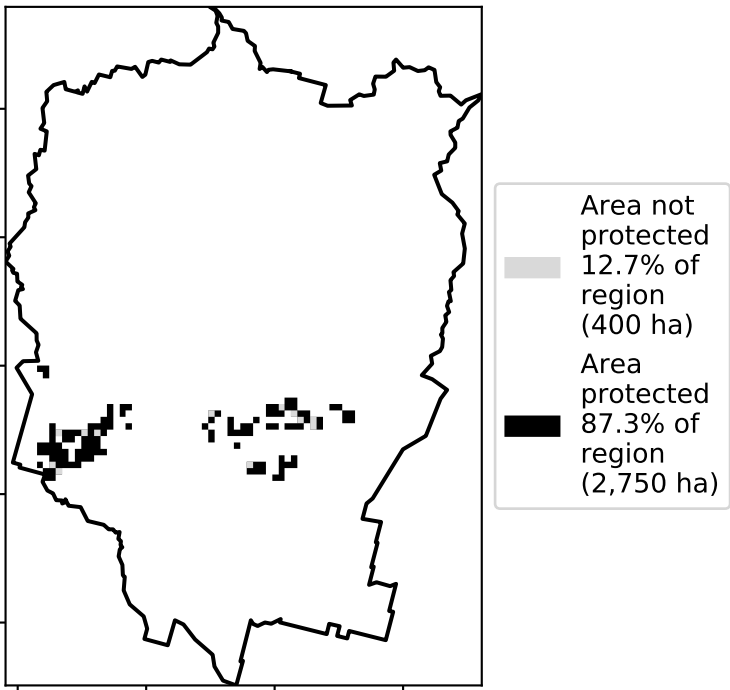 Area not
protected
12.7% of
region
(400 ha)
Area
protected
87.3% of
region
(2,750 ha)